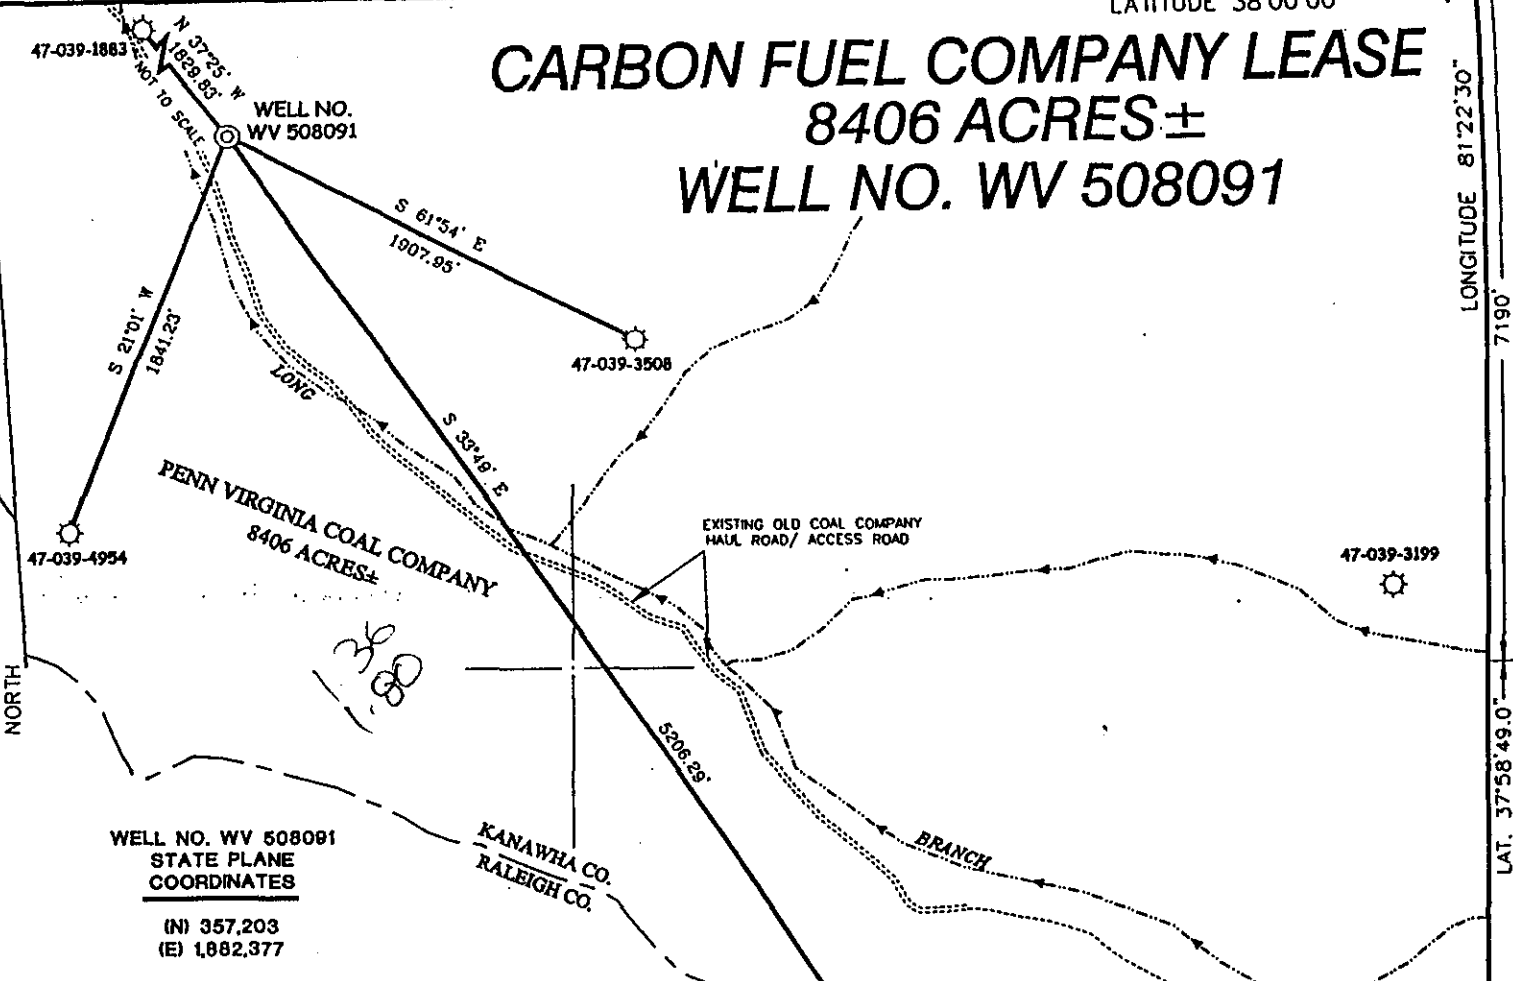 LATITUDE 38°00'00"
CARBON FUEL COMPANY LEASE
8406 ACRES±
WELL NO. WV 508091
47-039-1883
N 37°25' W
1829.83'
NOT TO SCALE
WELL NO.
WV 508091
S 61°54' E
1907.95'
47-039-3508
S 21°01' W
1841.23'
47-039-4954
LONG
S 33°49' E
5206.29'
PENN VIRGINIA COAL COMPANY
8406 ACRES±
EXISTING OLD COAL COMPANY
HAUL ROAD/ ACCESS ROAD
47-039-3199
LONGITUDE 81°22'30"
7190'
LAT. 37°58'49.0"
NORTH
36
80
BRANCH
KANAWHA CO.
RALEIGH CO.
WELL NO. WV 508091
STATE PLANE
COORDINATES
(N) 357,203
(E) 1,882,377